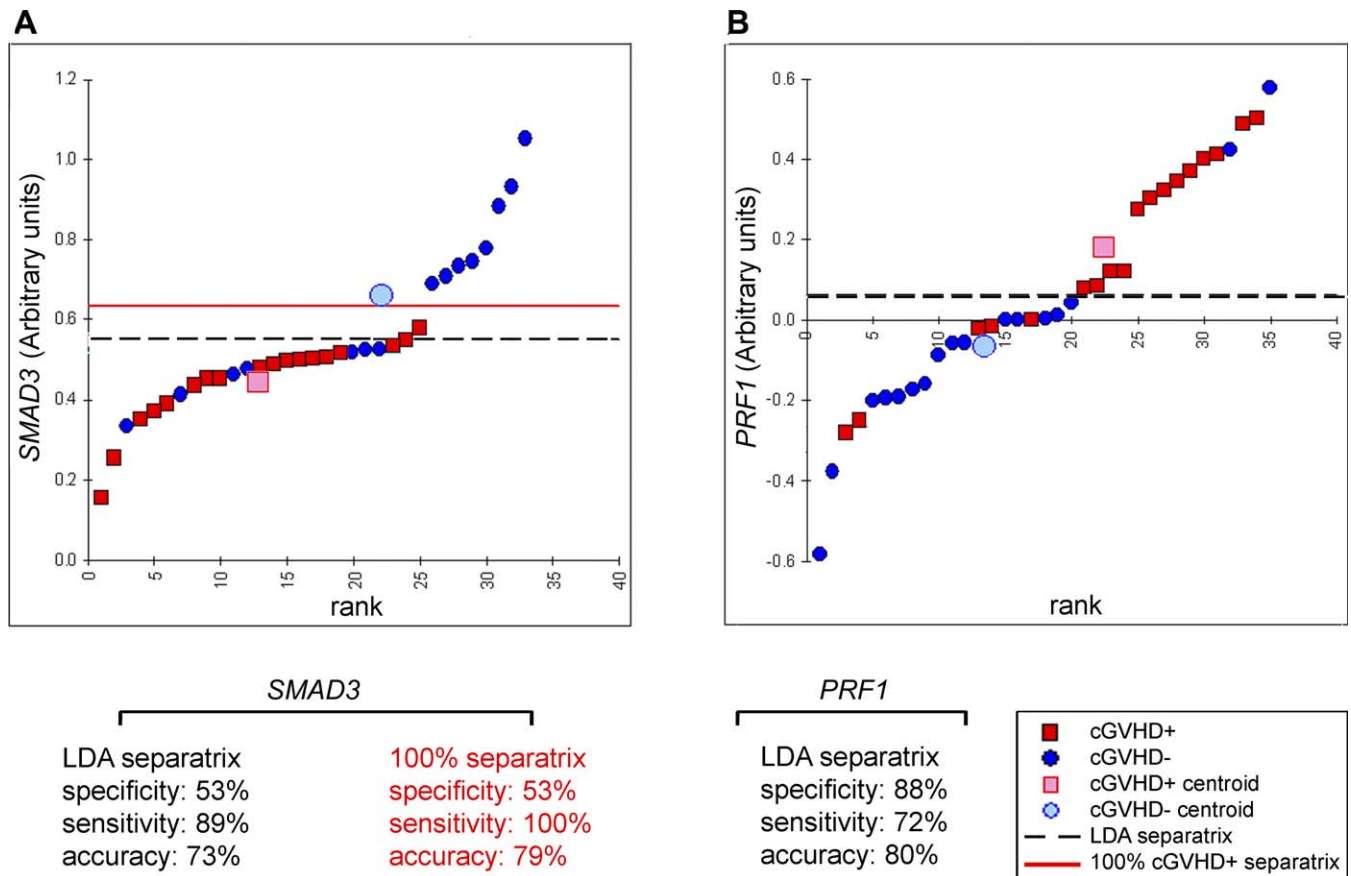 A
B
SMAD3 (Arbitrary units)
1.2
1.0
0.8
0.6
0.4
0.2
0.0
0
5
10
15
20
25
30
35
40
rank
PRF1 (Arbitrary units)
0.6
0.4
0.2
0.0
-0.2
-0.4
-0.6
0
5
10
15
20
25
30
35
40
rank
SMAD3
LDA separatrix
specificity: 53%
sensitivity: 89%
accuracy: 73%
100% separatrix
specificity: 53%
sensitivity: 100%
accuracy: 79%
PRF1
LDA separatrix
specificity: 88%
sensitivity: 72%
accuracy: 80%
cGVHD+
cGVHD-
cGVHD+ centroid
cGVHD- centroid
LDA separatrix
100% cGVHD+ separatrix